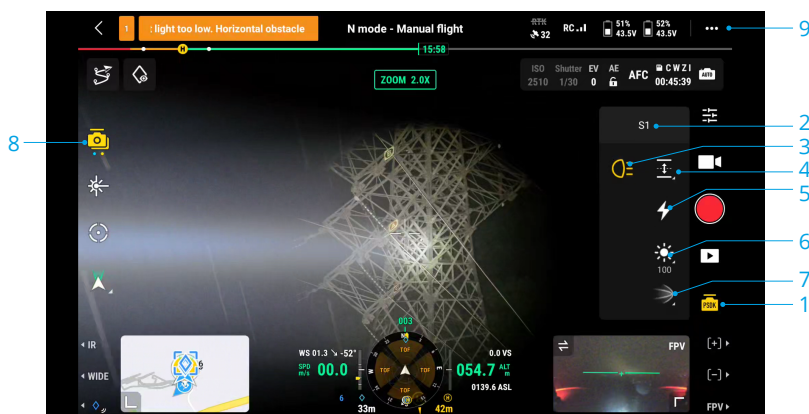 1 : light too low. Horizontal obstacle N mode - Manual flight RTK 32 RC 51% 43.5V 52% 43.5V 9
H 15:58
ZOOM 2.0X ISO 2510 Shutter 1/30 EV 0 AE AFC C W Z I 00:45:39 AUTO
S1 2
3
8
4
5
6
100
7
PSDK 1
003
IR
WS 01.3 -52° N 0.0 VS
6 TOF FPV
WIDE SPD m/s 00.0 W TOF TOF E 054.7 ALT m
TOF 0139.6 ASL
6 33m 42m H
[+]
[-]
FPV